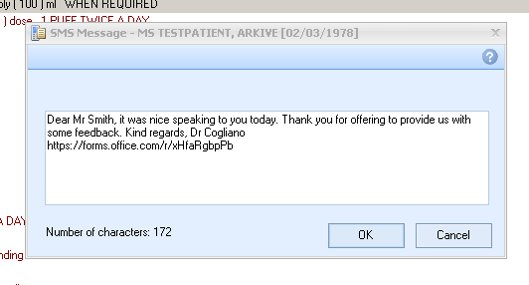 ply ( 100 ) ml WHEN REQUIRED
) dose 1 PUFF TWICE A DAY
SMS Message - MS TESTPATIENT, ARKIVE [02/03/1978]
Dear Mr Smith, it was nice speaking to you today. Thank you for offering to provide us with
some feedback. Kind regards, Dr Cogliano
https://forms.office.com/r/xHfaRgbpPb
A DAY
Number of characters: 172
OK
Cancel
nding